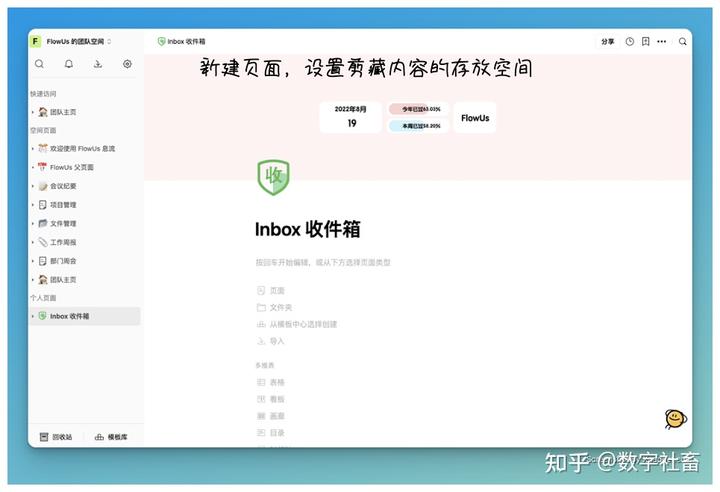 F FlowUs 的团队空间
快速访问
团队主页
空间页面
欢迎使用 FlowUs 息流
FlowUs 父页面
会议纪要
项目管理
文件管理
工作周报
部门周会
团队主页
个人页面
收 Inbox 收件箱
回收站 模板库
收 Inbox 收件箱 分享
新建页面，设置剪藏内容的存放空间
2022年8月
19
今年已过63.03%
本周已过58.20%
FlowUs
收
Inbox 收件箱
按回车开始编辑，或从下方选择页面类型
页面
文件夹
从模板中心选择创建
导入
多维表
表格
看板
画廊
目录
知乎 @数字社畜